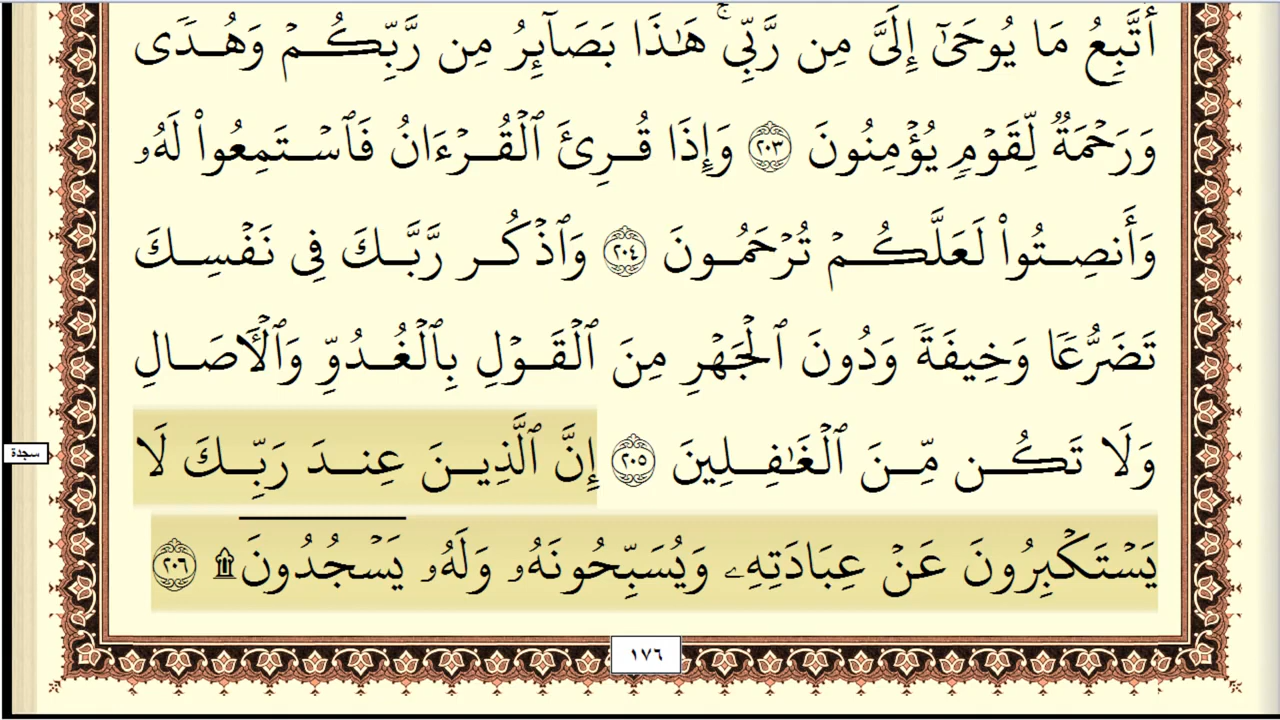 أَتَّبِعُ مَا يُوحَىٰٓ إِلَىَّ مِن رَّبِّى ۚ هَـٰذَا بَصَآئِرُ مِن رَّبِّكُمْ وَهُدًى
وَرَحْمَةٌ لِّقَوْمٍ يُؤْمِنُونَ ٢٠٣ وَإِذَا قُرِئَ ٱلْقُرْءَانُ فَٱسْتَمِعُوا۟ لَهُۥ
وَأَنصِتُوا۟ لَعَلَّكُمْ تُرْحَمُونَ ٢٠٤ وَٱذْكُر رَّبَّكَ فِى نَفْسِكَ
تَضَرُّعًا وَخِيفَةً وَدُونَ ٱلْجَهْرِ مِنَ ٱلْقَوْلِ بِٱلْغُدُوِّ وَٱلْـَٔاصَالِ
وَلَا تَكُن مِّنَ ٱلْغَـٰفِلِينَ ٢٠٥ إِنَّ ٱلَّذِينَ عِندَ رَبِّكَ لَا
يَسْتَكْبِرُونَ عَنْ عِبَادَتِهِۦ وَيُسَبِّحُونَهُۥ وَلَهُۥ يَسْجُدُونَ ۩ ٢٠٦
سجدة
١٧٦